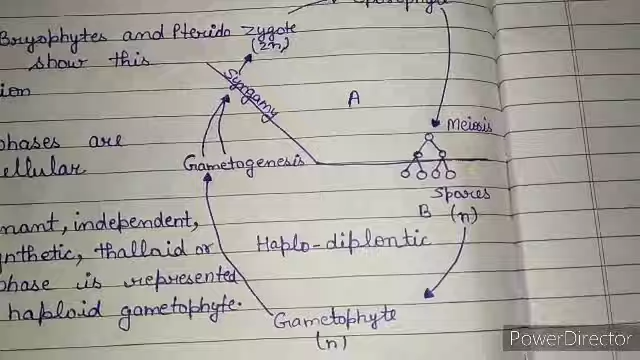 Bryophytes and Pterido
show this
ion
phases are
ellular
nant, independent,
nthetic, thalloid or
phase is represented
haploid gametophyte.
Zygote
(2n)
Syngamy
A
Meiosis
Gametogenesis
Spares
B (n)
Haplo-diplontic
Gametophyte
(n)
PowerDirector